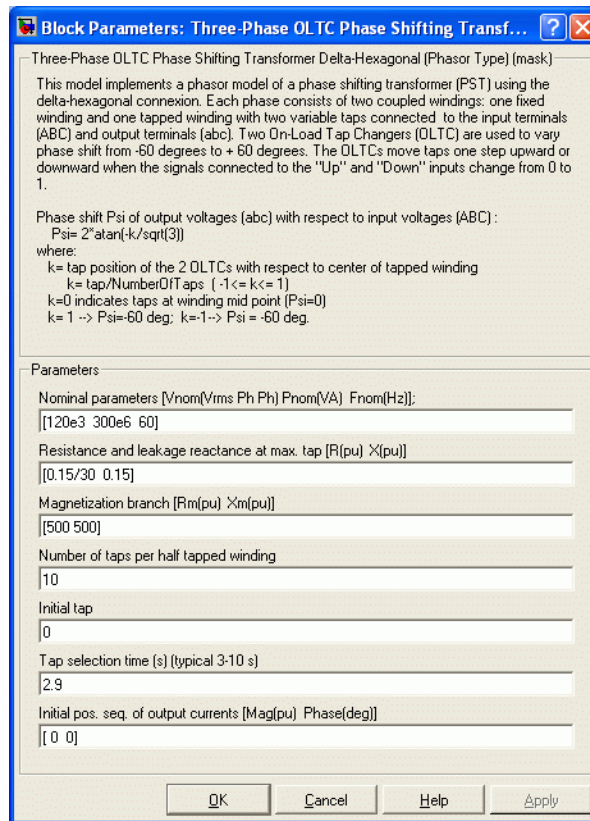 Block Parameters: Three-Phase OLTC Phase Shifting Transf...
Three-Phase OLTC Phase Shifting Transformer Delta-Hexagonal (Phasor Type) (mask)
This model implements a phasor model of a phase shifting transformer (PST) using the
delta-hexagonal connexion. Each phase consists of two coupled windings: one fixed
winding and one tapped winding with two variable taps connected to the input terminals
(ABC) and output terminals (abc). Two On-Load Tap Changers (OLTC) are used to vary
phase shift from -60 degrees to + 60 degrees. The OLTCs move taps one step upward or
downward when the signals connected to the "Up" and "Down" inputs change from 0 to
1.
Phase shift Psi of output voltages (abc) with respect to input voltages (ABC) :
Psi= 2*atan(-k/sqrt(3))
where:
k= tap position of the 2 OLTCs with respect to center of tapped winding
k= tap/NumberOfTaps ( -1<= k<= 1)
k=0 indicates taps at winding mid point (Psi=0)
k= 1 --> Psi=-60 deg; k=-1--> Psi = -60 deg.
Parameters
Nominal parameters [Vnom(Vrms Ph Ph) Pnom(VA) Fnom(Hz)];
[120e3 300e6 60]
Resistance and leakage reactance at max. tap [R(pu) X(pu)]
[0.15/30 0.15]
Magnetization branch [Rm(pu) Xm(pu)]
[500 500]
Number of taps per half tapped winding
10
Initial tap
0
Tap selection time (s) (typical 3-10 s)
2.9
Initial pos. seq. of output currents [Mag(pu) Phase(deg)]
[ 0 0]
OK Cancel Help Apply